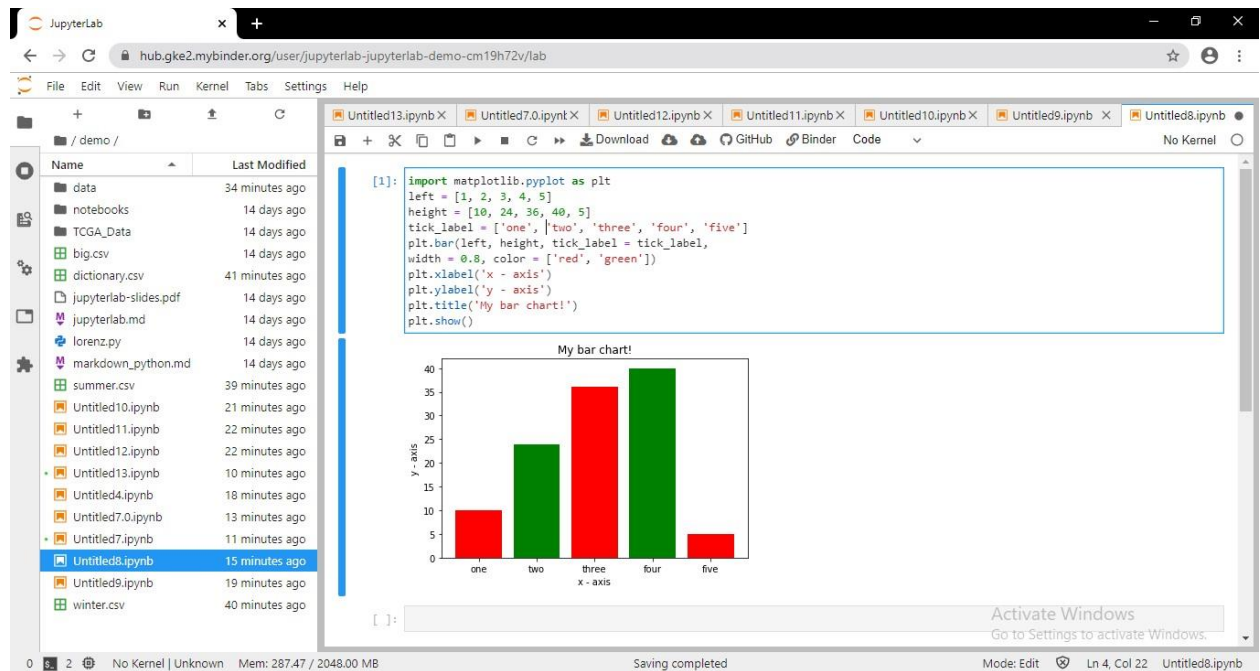 JupyterLab
hub.gke2.mybinder.org/user/jupyterlab-jupyterlab-demo-cm19h72v/lab
File Edit View Run Kernel Tabs Settings Help
/ demo /
Name Last Modified
data 34 minutes ago
notebooks 14 days ago
TCGA_Data 14 days ago
big.csv 14 days ago
dictionary.csv 41 minutes ago
jupyterlab-slides.pdf 14 days ago
jupyterlab.md 14 days ago
lorenz.py 14 days ago
markdown_python.md 14 days ago
summer.csv 39 minutes ago
Untitled10.ipynb 21 minutes ago
Untitled11.ipynb 22 minutes ago
Untitled12.ipynb 22 minutes ago
Untitled13.ipynb 10 minutes ago
Untitled4.ipynb 18 minutes ago
Untitled7.0.ipynb 13 minutes ago
Untitled7.ipynb 11 minutes ago
Untitled8.ipynb 15 minutes ago
Untitled9.ipynb 19 minutes ago
winter.csv 40 minutes ago
Untitled13.ipynb Untitled7.0.ipynb Untitled12.ipynb Untitled11.ipynb Untitled10.ipynb Untitled9.ipynb Untitled8.ipynb
Download GitHub Binder Code No Kernel
[1]: import matplotlib.pyplot as plt
left = [1, 2, 3, 4, 5]
height = [10, 24, 36, 40, 5]
tick_label = ['one', 'two', 'three', 'four', 'five']
plt.bar(left, height, tick_label = tick_label,
width = 0.8, color = ['red', 'green'])
plt.xlabel('x - axis')
plt.ylabel('y - axis')
plt.title('My bar chart!')
plt.show()
My bar chart!
40
35
30
25
20
15
10
5
0
y - axis
one two three four five
x - axis
[ ]:
Activate Windows
Go to Settings to activate Windows.
0 $_ 2 No Kernel | Unknown Mem: 287.47 / 2048.00 MB Saving completed Mode: Edit Ln 4, Col 22 Untitled8.ipynb